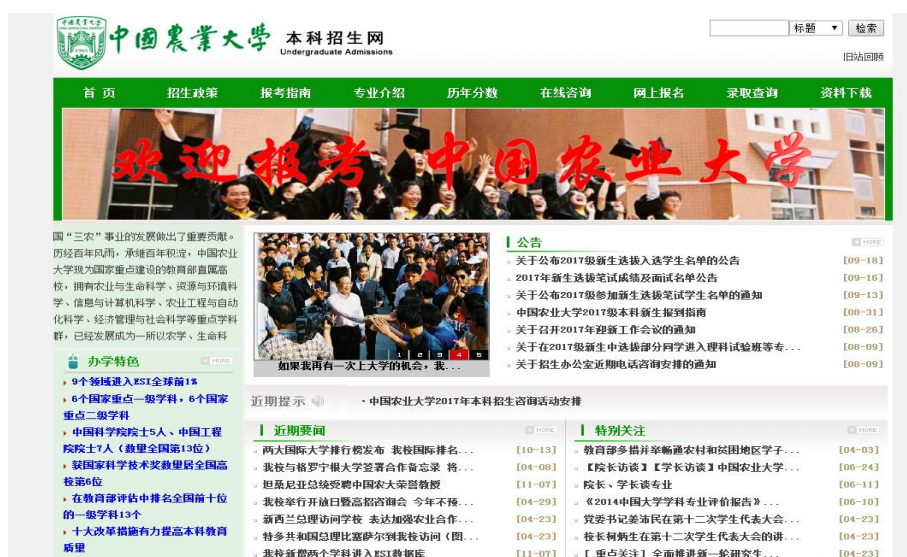 中國農業大學 本科招生网
Undergraduate Admissions
标题 检索
旧站回顾
首 页 招生政策 报考指南 专业介绍 历年分数 在线咨询 网上报名 录取查询 资料下载
欢迎报考中国农业大学
国“三农”事业的发展做出了重要贡献。
历经百年风雨,承继百年积淀,中国农业
大学现为国家重点建设的教育部直属高
校,拥有农业与生命科学、资源与环境科
学、信息与计算机科学、农业工程与自动
化科学、经济管理与社会科学等重点学科
群,已经发展成为一所以农学、生命科
办学特色 MORE
9个领域进入ESI全球前1%
6个国家重点一级学科,6个国家
重点二级学科
中国科学院院士5人、中国工程
院院士7人(数量全国第13位)
获国家科学技术奖数量居全国高
校第6位
在教育部评估中排名全国前十位
的一级学科13个
十大改革措施有力提高本科教育
质量
1 2 3 4 5
如果我再有一次上大学的机会,我...
公告 MORE
关于公布2017级新生选拔入选学生名单的公告 [09-18]
2017年新生选拔笔试成绩及面试名单公告 [09-16]
关于公布2017级参加新生选拔笔试学生名单的通知 [09-13]
中国农业大学2017级本科新生报到指南 [08-31]
关于召开2017年迎新工作会议的通知 [08-26]
关于在2017级新生中选拔部分同学进入理科试验班等专... [08-09]
关于招生办公室近期电话咨询安排的通知 [08-09]
近期提示 ·中国农业大学2017年本科招生咨询活动安排
近期要闻 MORE
两大国际大学排行榜发布 我校国际排名... [10-13]
我校与格罗宁根大学签署合作备忘录 将... [04-08]
担桑尼亚总统受聘中国农大荣誉教授 [11-07]
我校举行开放日暨高招咨询会 今年不预... [04-29]
新西兰总理访问学校 表达加强农业合作... [04-23]
特多共和国总理比塞萨尔到我校访问(图... [04-23]
我校新增两个学科进入ESI数据库 [11-07]
特别关注 MORE
教育部多措并举畅通农村和贫困地区学子... [04-03]
【院长访谈】【学长访谈】中国农业大学... [06-24]
院长、学长谈专业 [06-11]
《2014中国大学学科专业评价报告》... [06-10]
党委书记姜沛民在第十二次学生代表大会... [04-23]
校长柯炳生在第十二次学生代表大会的讲... [04-23]
[重点关注] 全面推进新一轮研究生... [04-23]